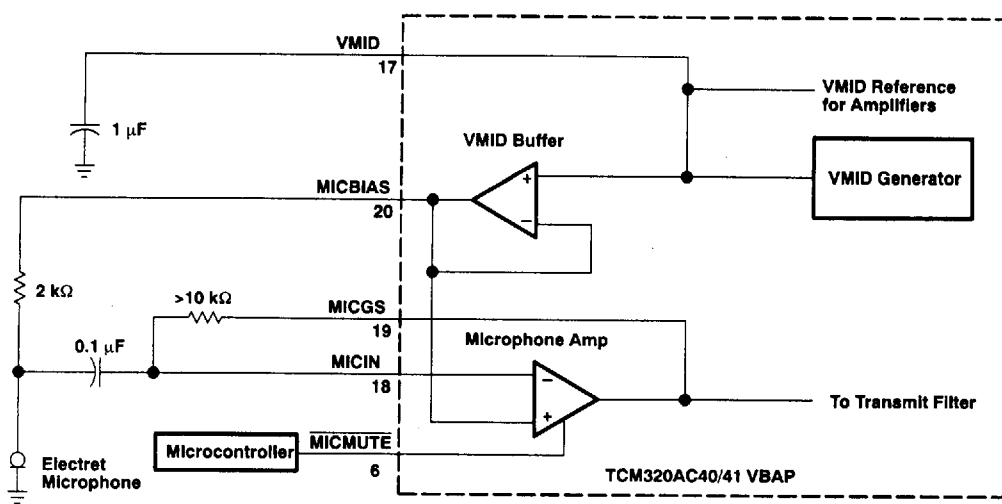 VMID
17
VMID Reference
for Amplifiers
1 µF
VMID Buffer
+
−
VMID Generator
MICBIAS
20
2 kΩ
>10 kΩ
MICGS
19
Microphone Amp
0.1 µF
MICIN
18
−
+
To Transmit Filter
Microcontroller
MICMUTE
6
Electret
Microphone
TCM320AC40/41 VBAP